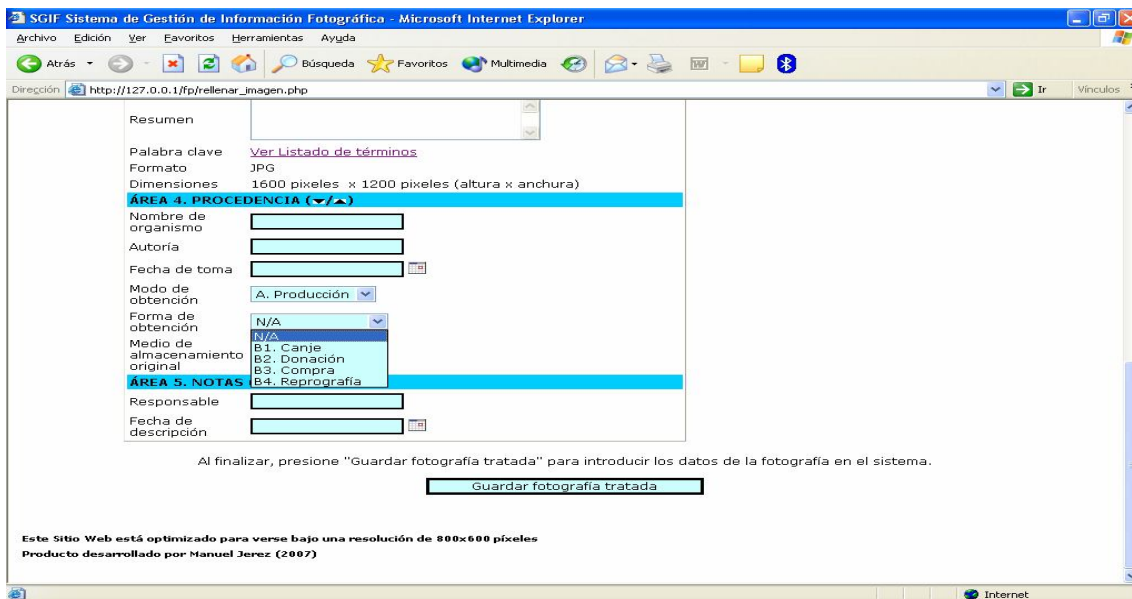 SGIF Sistema de Gestión de Información Fotográfica - Microsoft Internet Explorer
Archivo Edición Ver Favoritos Herramientas Ayuda
Atrás Búsqueda Favoritos Multimedia
Dirección http://127.0.0.1/fp/rellenar_imagen.php Ir Vínculos
Resumen
Palabra clave Ver Listado de términos
Formato JPG
Dimensiones 1600 pixeles x 1200 pixeles (altura x anchura)
ÁREA 4. PROCEDENCIA (▼/▲)
Nombre de
organismo
Autoría
Fecha de toma
Modo de
obtención
A. Producción
Forma de
obtención
N/A
N/A
B1. Canje
B2. Donación
B3. Compra
B4. Reprografía
Medio de
almacenamiento
original
ÁREA 5. NOTAS
Responsable
Fecha de
descripción
Al finalizar, presione "Guardar fotografía tratada" para introducir los datos de la fotografía en el sistema.
Guardar fotografía tratada
Este Sitio Web está optimizado para verse bajo una resolución de 800x600 píxeles
Producto desarrollado por Manuel Jerez (2007)
Internet